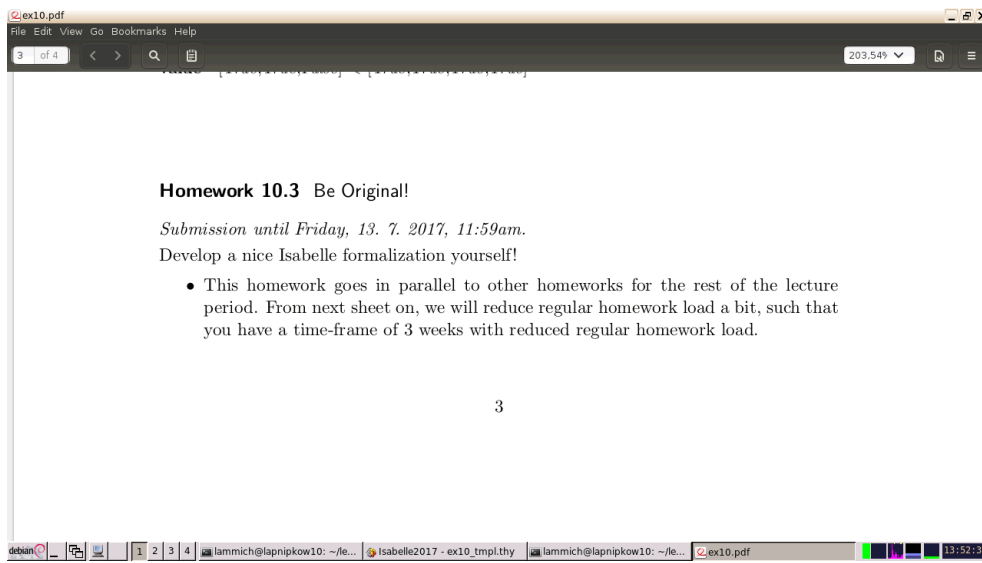 ex10.pdf
File Edit View Go Bookmarks Help
3 of 4 203,54%
Homework 10.3 Be Original!
Submission until Friday, 13. 7. 2017, 11:59am.
Develop a nice Isabelle formalization yourself!
• This homework goes in parallel to other homeworks for the rest of the lecture
period. From next sheet on, we will reduce regular homework load a bit, such that
you have a time-frame of 3 weeks with reduced regular homework load.
3
debian 1 2 3 4 lammich@lapnipkow10: ~/le... Isabelle2017 - ex10_tmpl.thy lammich@lapnipkow10: ~/le... ex10.pdf 13:52:3